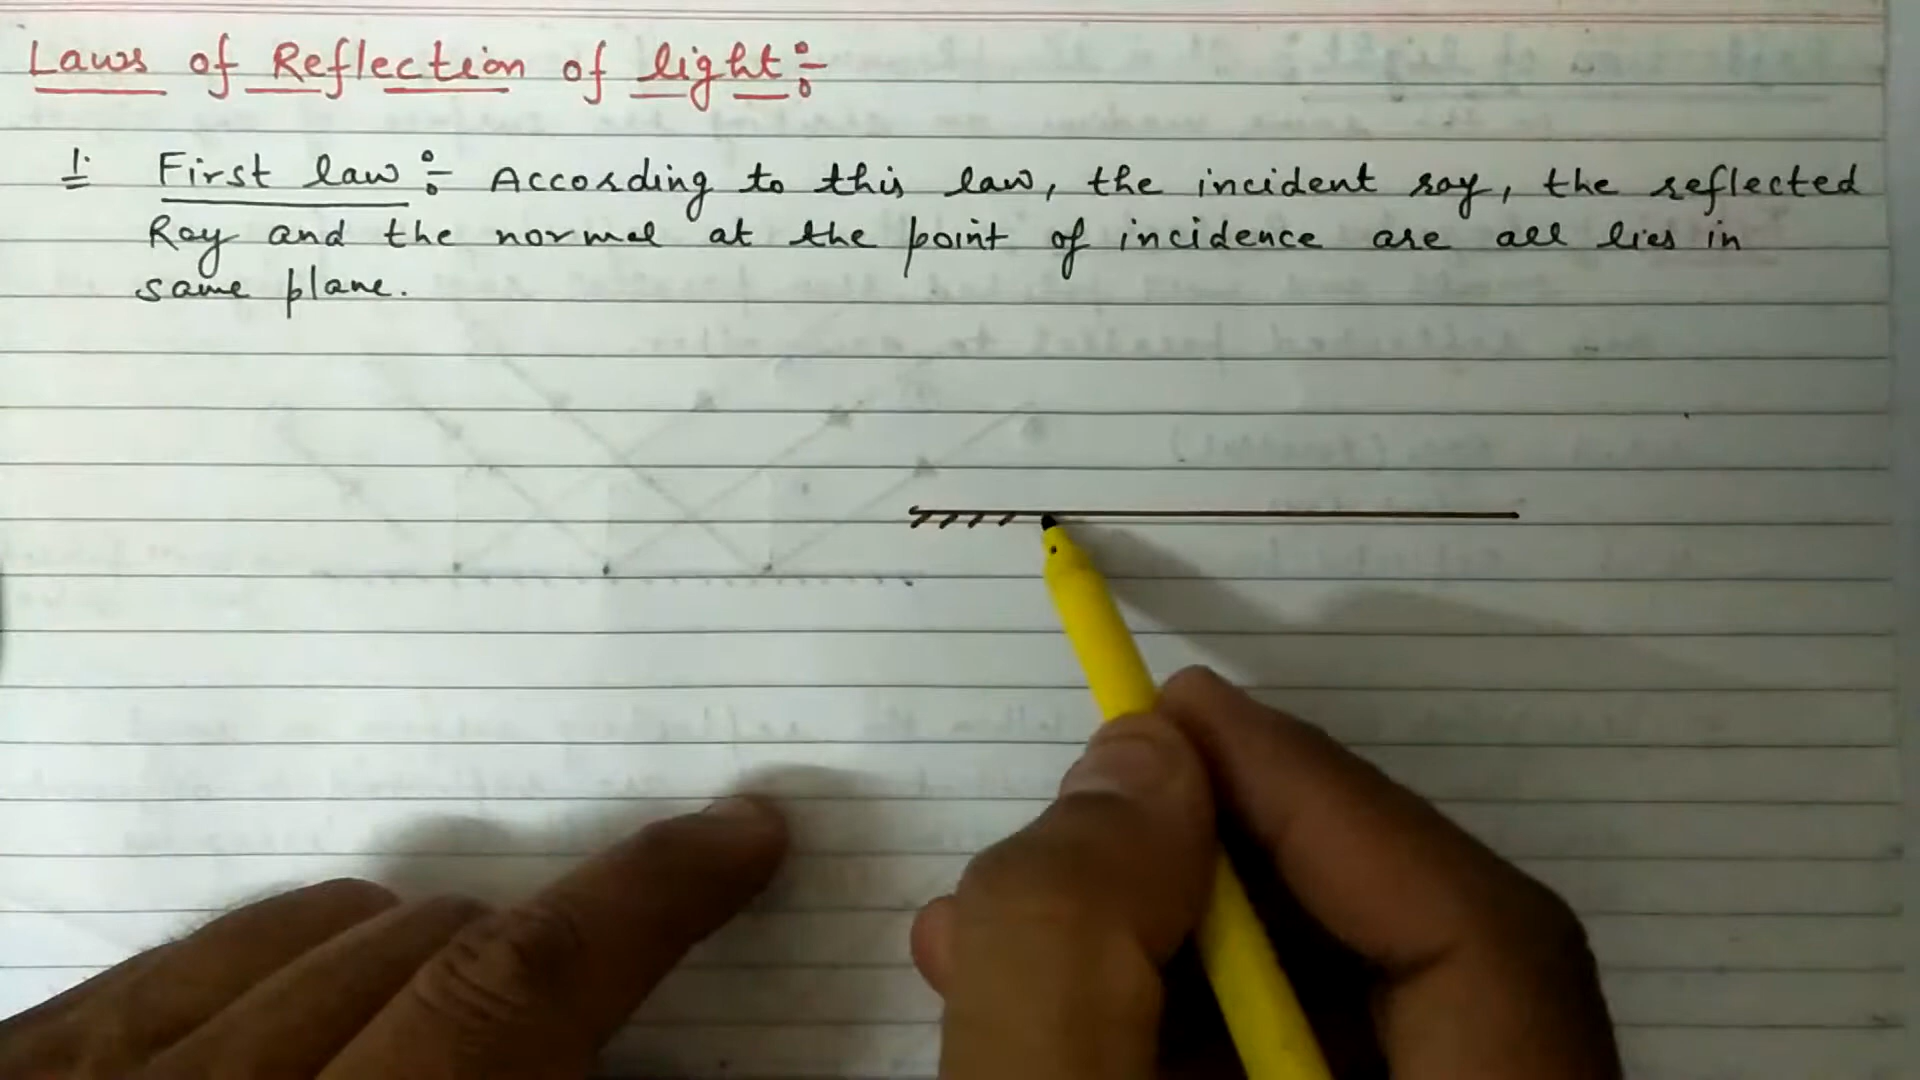 Laws of Reflection of light:-
1. First law:- According to this law, the incident ray, the reflected
Ray and the normal at the point of incidence are all lies in
same plane.